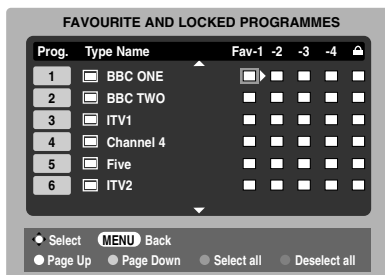 FAVOURITE AND LOCKED PROGRAMMES
Prog. Type Name Fav-1 -2 -3 -4
1 BBC ONE
2 BBC TWO
3 ITV1
4 Channel 4
5 Five
6 ITV2
Select MENU Back
Page Up Page Down Select all Deselect all